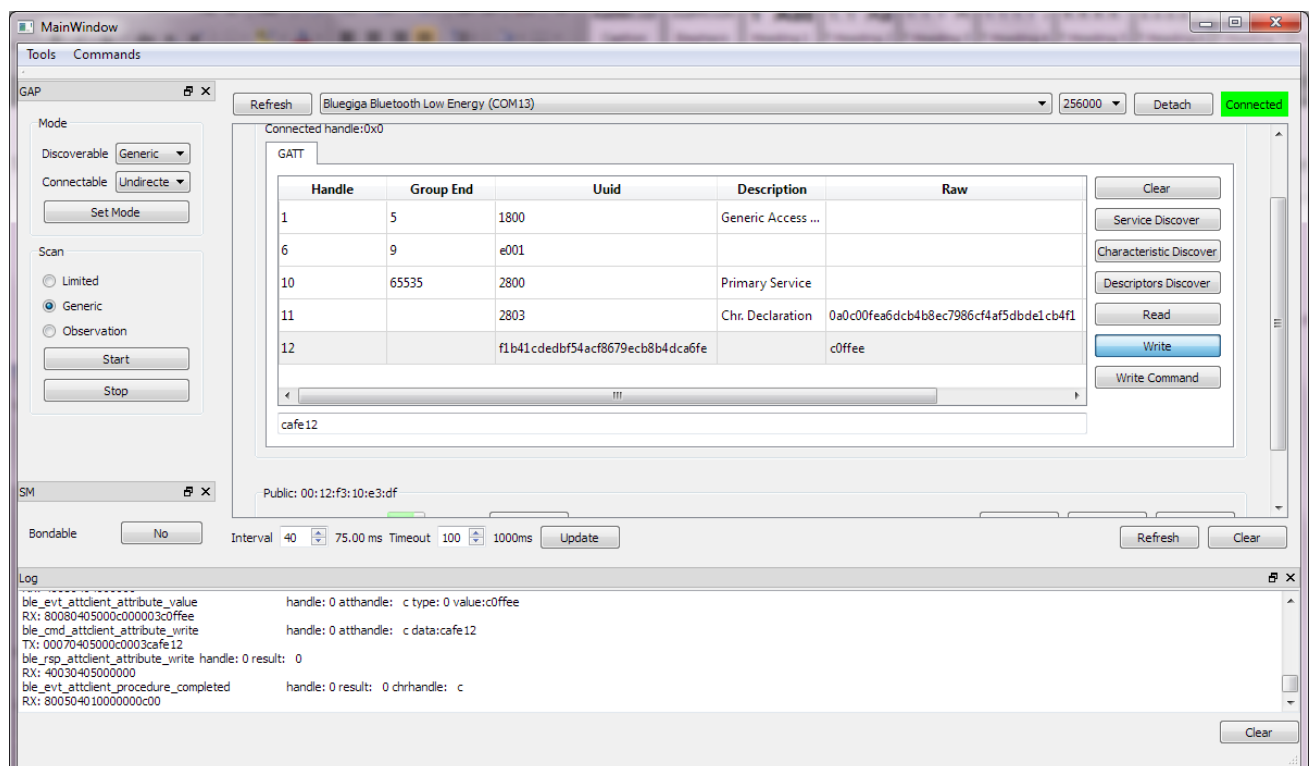 MainWindow
Tools Commands
GAP
Refresh Bluegiga Bluetooth Low Energy (COM13) 256000 Detach Connected
Mode
Discoverable Generic
Connectable Undirecte
Set Mode
Scan
Limited
Generic
Observation
Start
Stop
Connected handle:0x0
GATT
Handle Group End Uuid Description Raw
1 5 1800 Generic Access ...
6 9 e001
10 65535 2800 Primary Service
11 2803 Chr. Declaration 0a0c00fea6dcb4b8ec7986cf4af5dbde1cb4f1
12 f1b41cdedbf54acf8679ecb8b4dca6fe c0ffee
cafe12
Clear
Service Discover
Characteristic Discover
Descriptors Discover
Read
Write
Write Command
SM
Bondable No
Public: 00:12:f3:10:e3:df
Interval 40 75.00 ms Timeout 100 1000ms Update Refresh Clear
Log
ble_evt_attclient_attribute_value handle: 0 atthandle: c type: 0 value:c0ffee
RX: 80080405000c000003c0ffee
ble_cmd_attclient_attribute_write handle: 0 atthandle: c data:cafe12
TX: 00070405000c0003cafe12
ble_rsp_attclient_attribute_write handle: 0 result: 0
RX: 40030405000000
ble_evt_attclient_procedure_completed handle: 0 result: 0 chrhandle: c
RX: 800504010000000c00
Clear